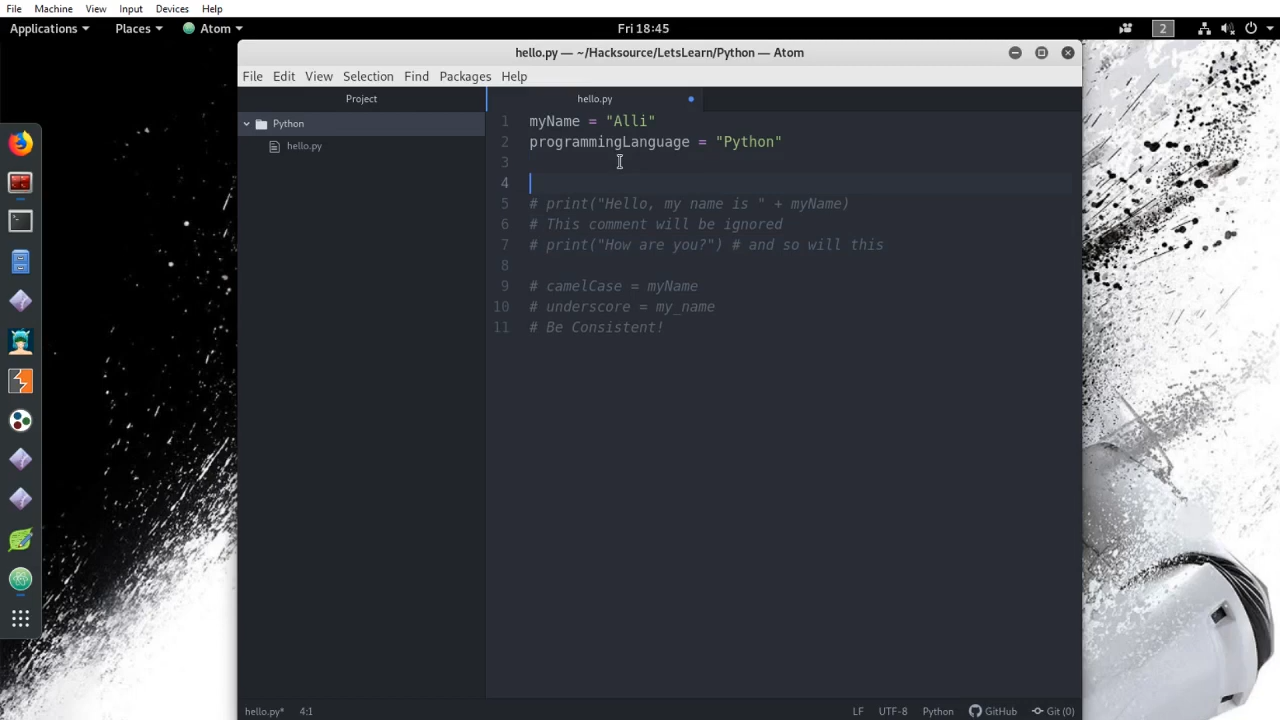 File Machine View Input Devices Help
Applications Places Atom Fri 18:45 2
hello.py — ~/Hacksource/LetsLearn/Python — Atom
File Edit View Selection Find Packages Help
Project hello.py
Python
hello.py
1 myName = "Alli"
2 programmingLanguage = "Python"
3
4
5 # print("Hello, my name is " + myName)
6 # This comment will be ignored
7 # print("How are you?") # and so will this
8
9 # camelCase = myName
10 # underscore = my_name
11 # Be Consistent!
hello.py* 4:1 LF UTF-8 Python GitHub Git (0)